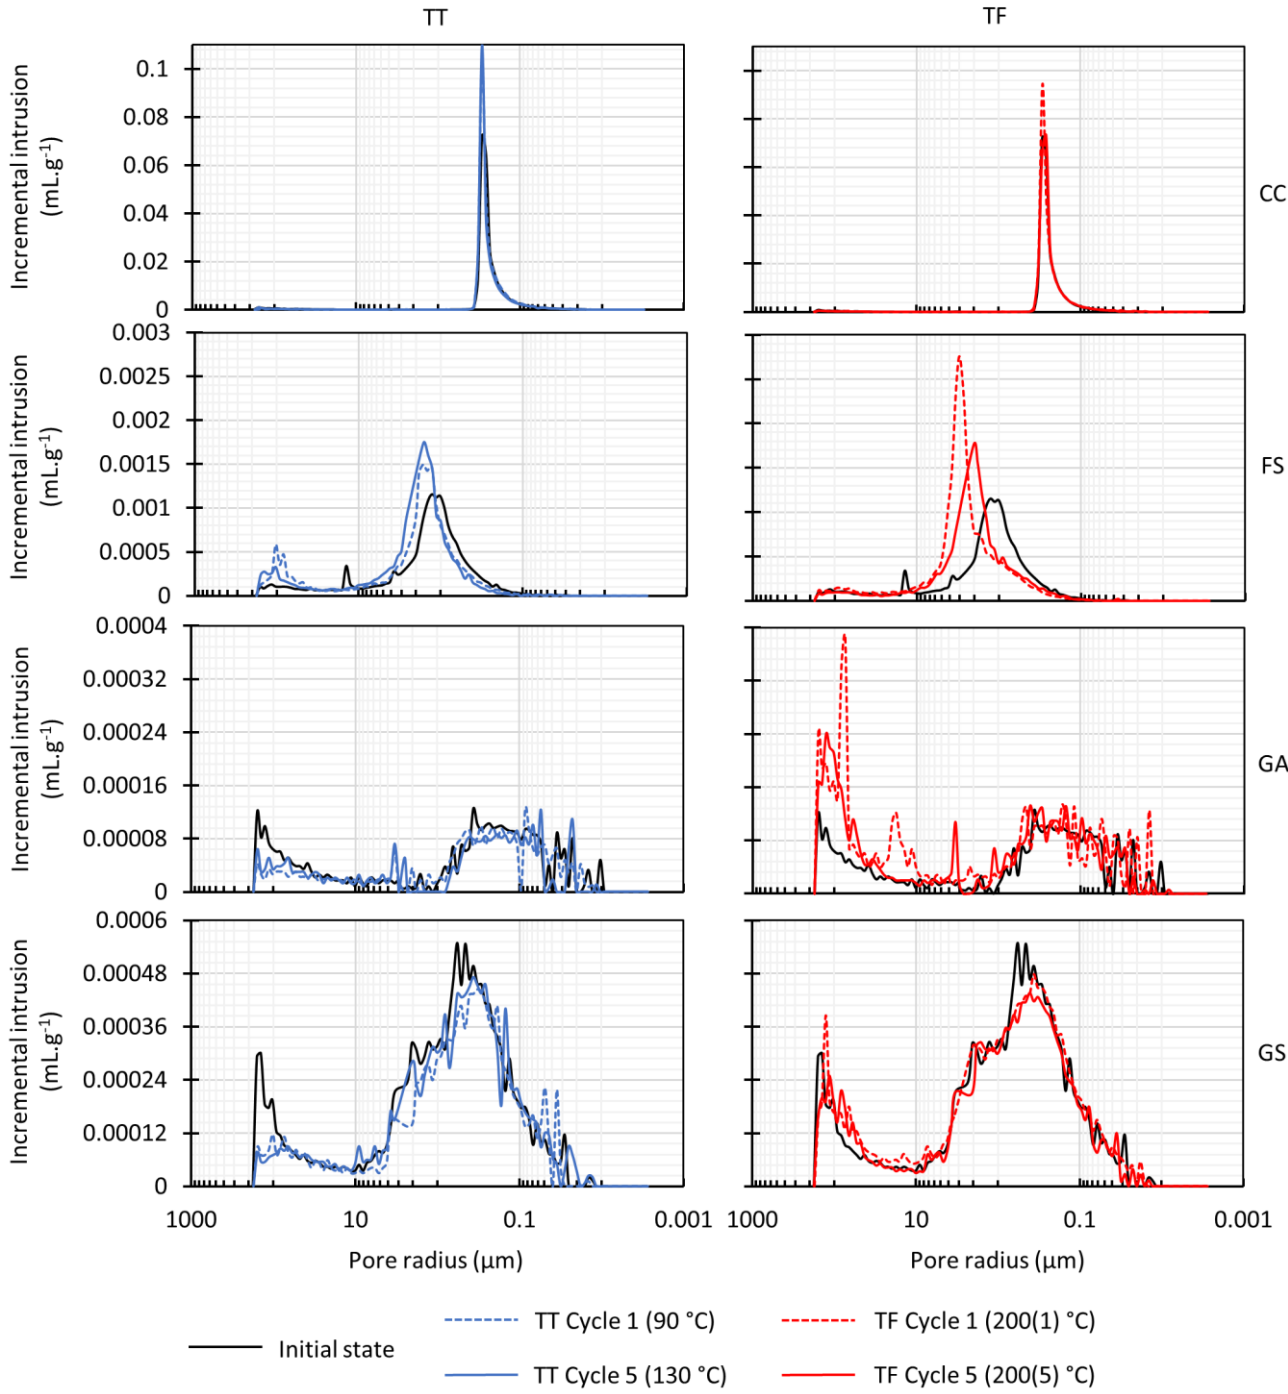 TT
TF
Incremental intrusion
(mL.g-1)
0.1
0.08
0.06
0.04
0.02
0
CC
Incremental intrusion
(mL.g-1)
0.003
0.0025
0.002
0.0015
0.001
0.0005
0
FS
Incremental intrusion
(mL.g-1)
0.0004
0.00032
0.00024
0.00016
0.00008
0
GA
Incremental intrusion
(mL.g-1)
0.0006
0.00048
0.00036
0.00024
0.00012
0
GS
1000 10 0.1 0.001
1000 10 0.1 0.001
Pore radius (µm)
Pore radius (µm)
Initial state
TT Cycle 1 (90 °C)
TF Cycle 1 (200(1) °C)
TT Cycle 5 (130 °C)
TF Cycle 5 (200(5) °C)